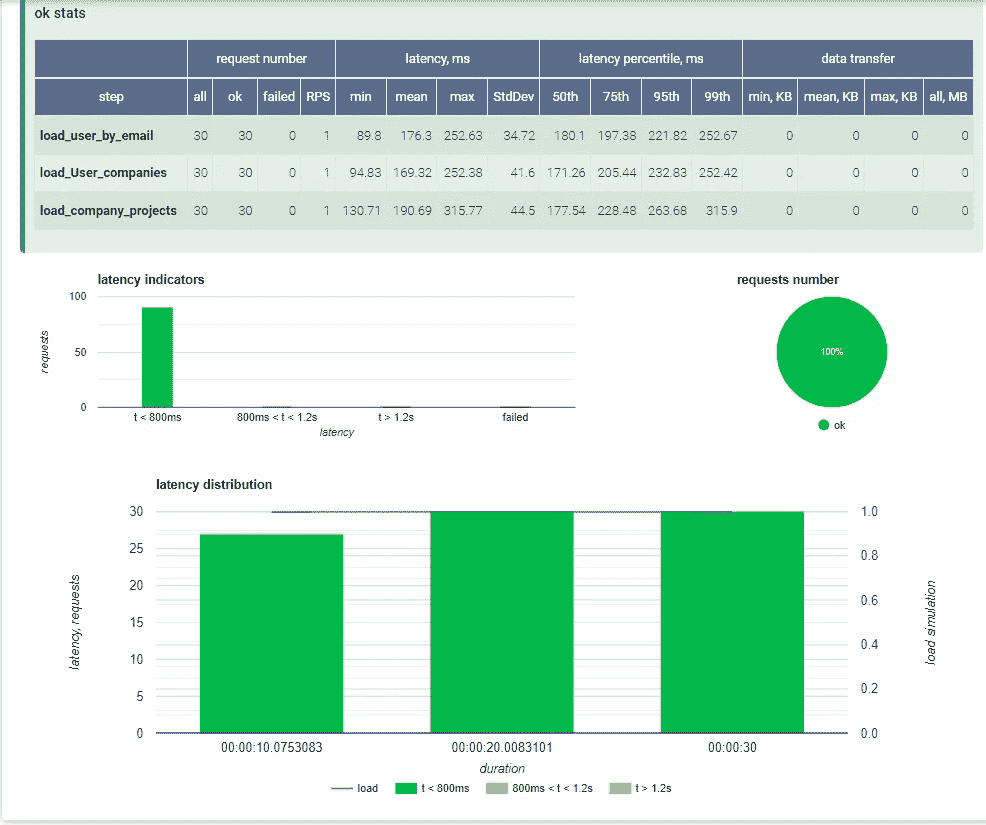 ok stats
request number latency, ms latency percentile, ms data transfer
step all ok failed RPS min mean max StdDev 50th 75th 95th 99th min, KB mean, KB max, KB all, MB
load_user_by_email 30 30 0 1 89.8 176.3 252.63 34.72 180.1 197.38 221.82 252.67 0 0 0 0
load_User_companies 30 30 0 1 94.83 169.32 252.38 41.6 171.26 205.44 232.83 252.42 0 0 0 0
load_company_projects 30 30 0 1 130.71 190.69 315.77 44.5 177.54 228.48 263.68 315.9 0 0 0 0
latency indicators
100
50
0
requests
t < 800ms 800ms < t < 1.2s t > 1.2s failed
latency
requests number
100%
ok
latency distribution
30
25
20
15
10
5
0
latency, requests
1.0
0.8
0.6
0.4
0.2
0.0
load simulation
00:00:10.0753083 00:00:20.0083101 00:00:30
duration
load t < 800ms 800ms < t < 1.2s t > 1.2s